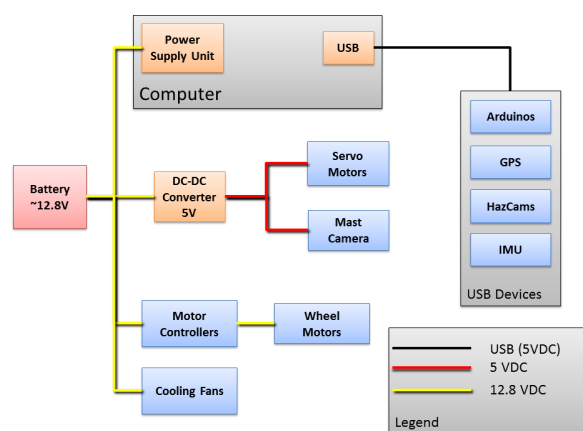 Power
Supply Unit
USB
Computer
Arduinos
GPS
HazCams
IMU
USB Devices
Battery
~12.8V
DC-DC
Converter
5V
Servo
Motors
Mast
Camera
Motor
Controllers
Wheel
Motors
Cooling Fans
USB (5VDC)
5 VDC
12.8 VDC
Legend